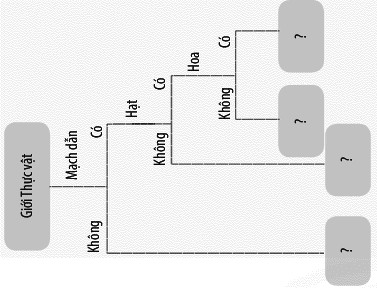 Giới Thực vật
Mạch dẫn
Không
Có
Hạt
Không
Có
Hoa
Không
Có
?
?
?
?